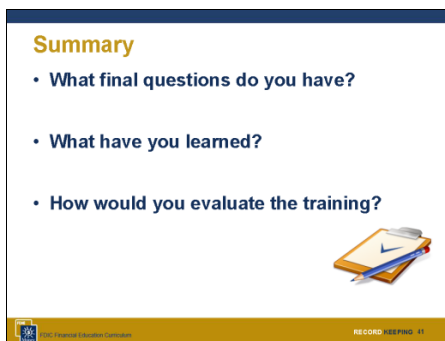 Summary
• What final questions do you have?
• What have you learned?
• How would you evaluate the training?
FDIC Financial Education Curriculum
RECORD KEEPING 41